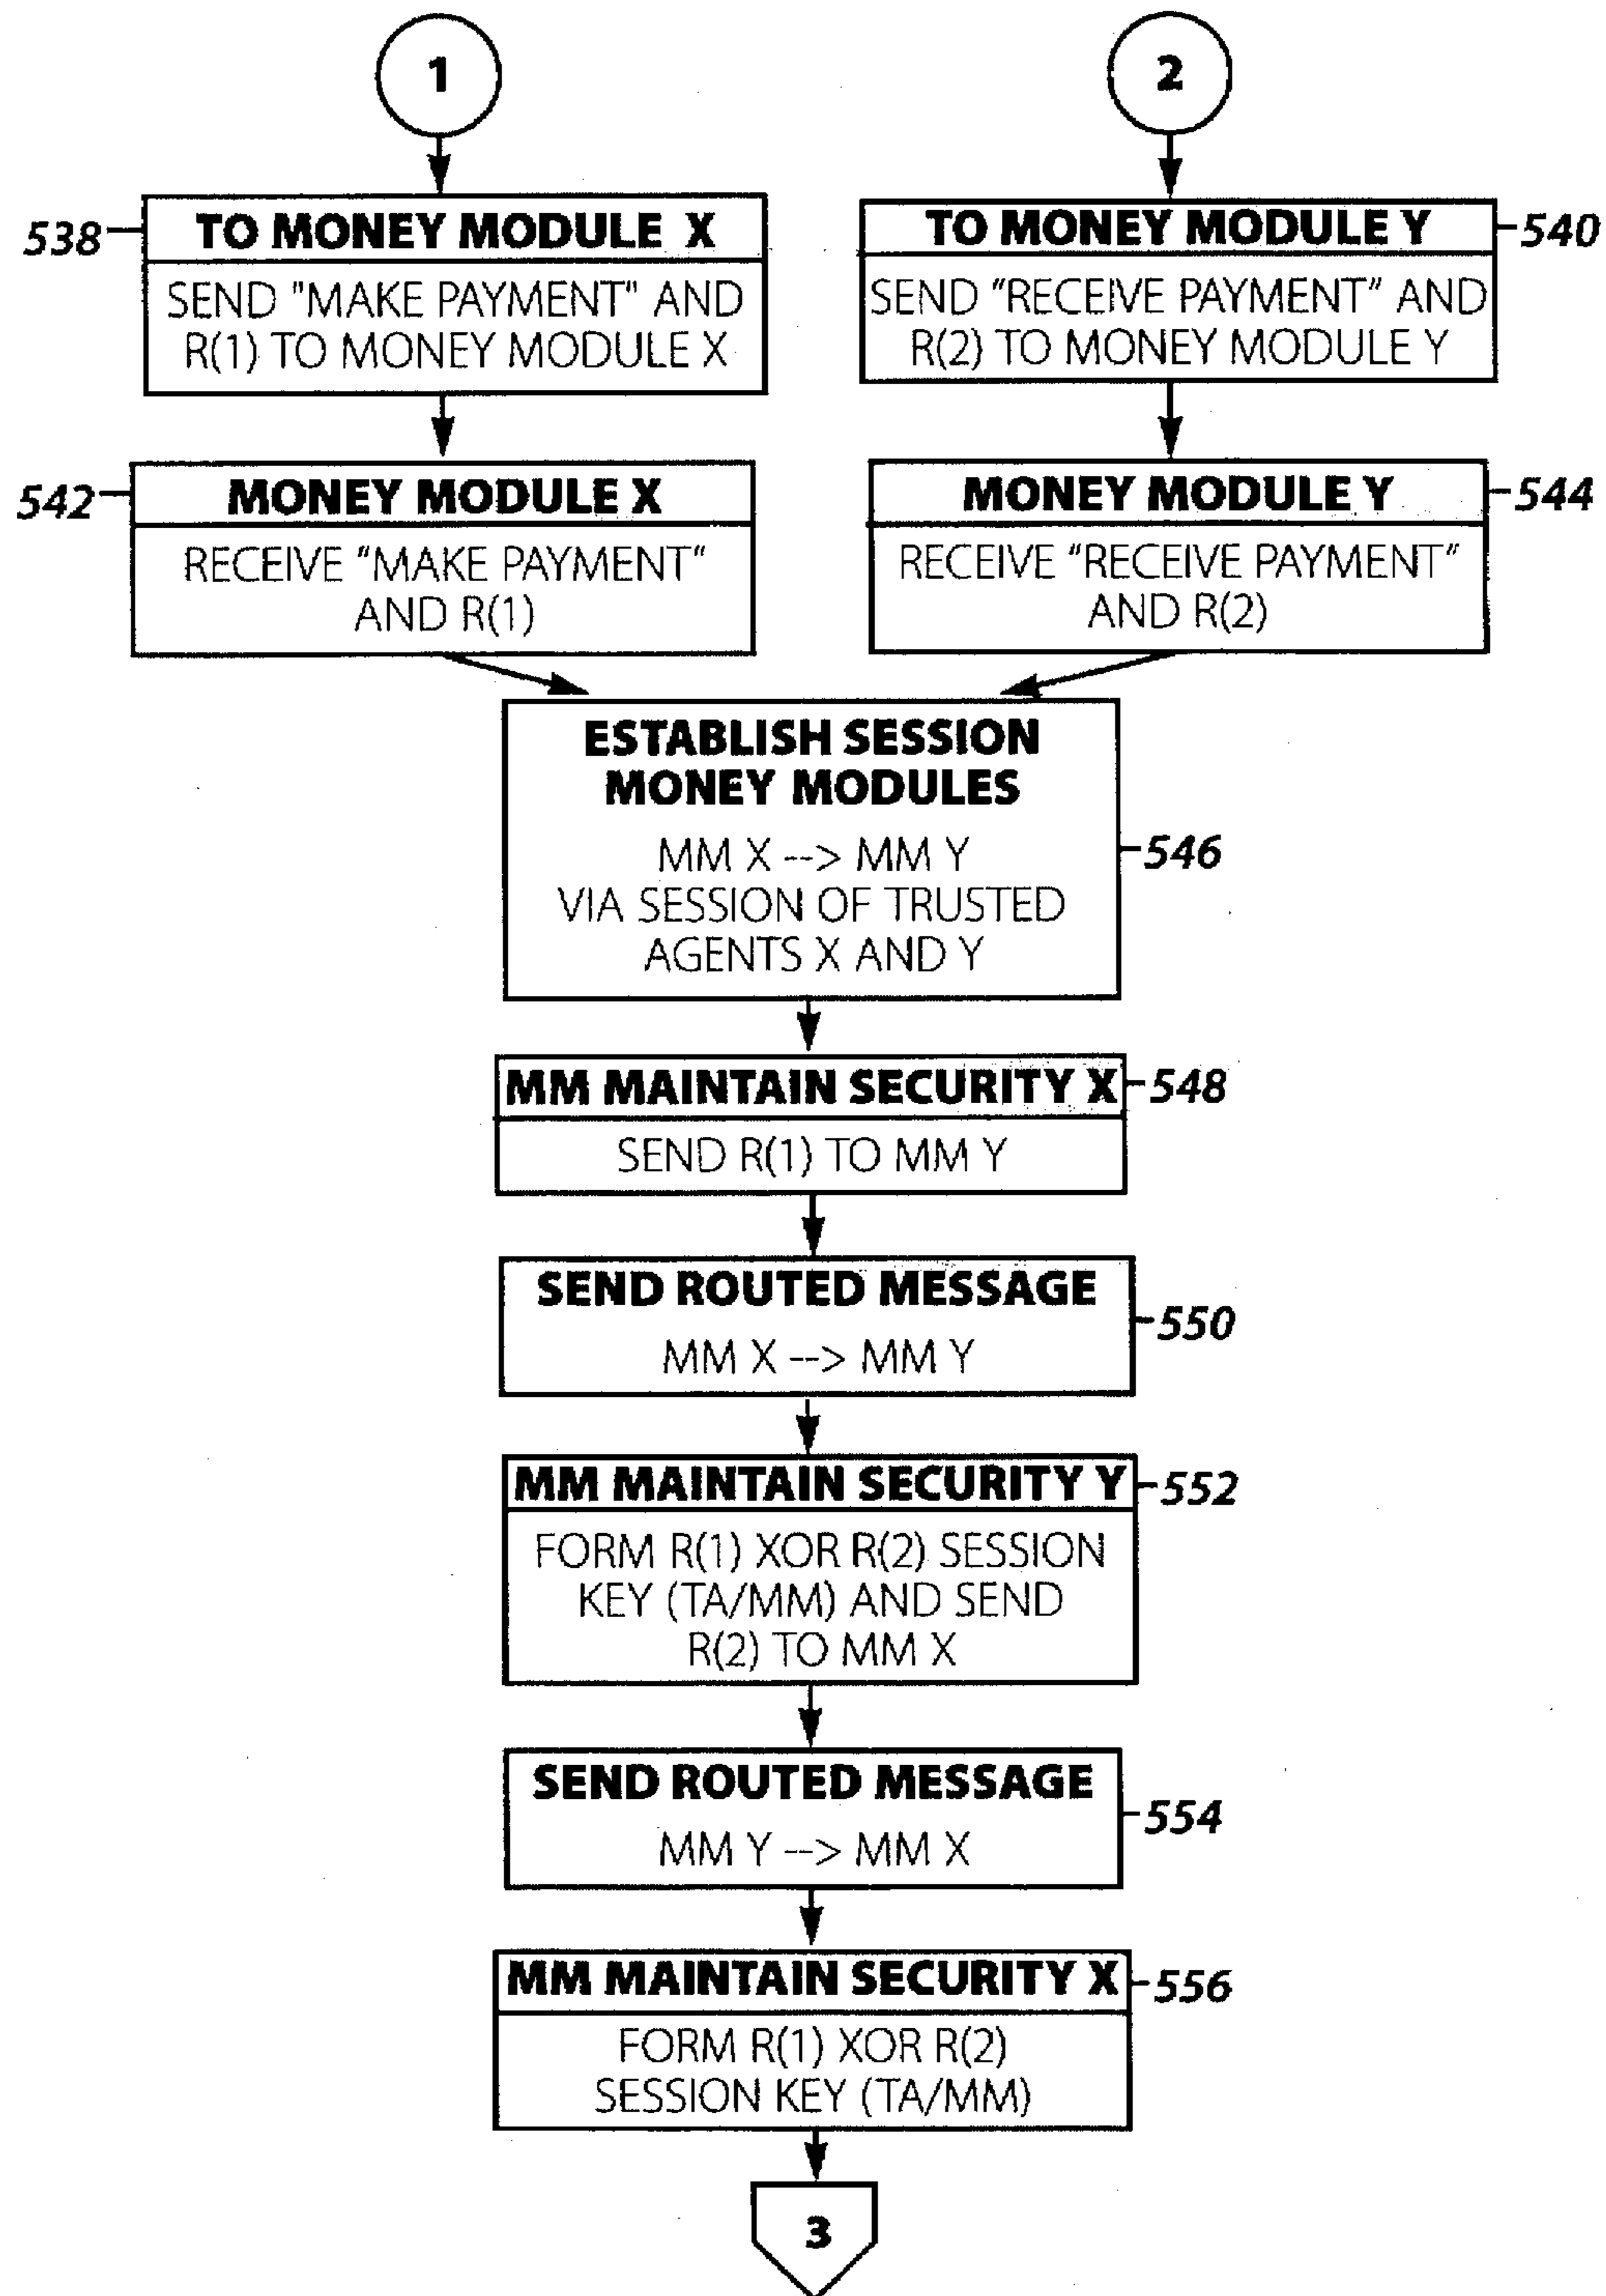 1
2
538
TO MONEY MODULE X
SEND "MAKE PAYMENT" AND
R(1) TO MONEY MODULE X
TO MONEY MODULE Y
540
SEND "RECEIVE PAYMENT" AND
R(2) TO MONEY MODULE Y
542
MONEY MODULE X
RECEIVE "MAKE PAYMENT"
AND R(1)
MONEY MODULE Y
544
RECEIVE "RECEIVE PAYMENT"
AND R(2)
ESTABLISH SESSION
MONEY MODULES
MM X --> MM Y
546
VIA SESSION OF TRUSTED
AGENTS X AND Y
MM MAINTAIN SECURITY X
548
SEND R(1) TO MM Y
SEND ROUTED MESSAGE
550
MM X --> MM Y
MM MAINTAIN SECURITY Y
552
FORM R(1) XOR R(2) SESSION
KEY (TA/MM) AND SEND
R(2) TO MM X
SEND ROUTED MESSAGE
554
MM Y --> MM X
MM MAINTAIN SECURITY X
556
FORM R(1) XOR R(2)
SESSION KEY (TA/MM)
3